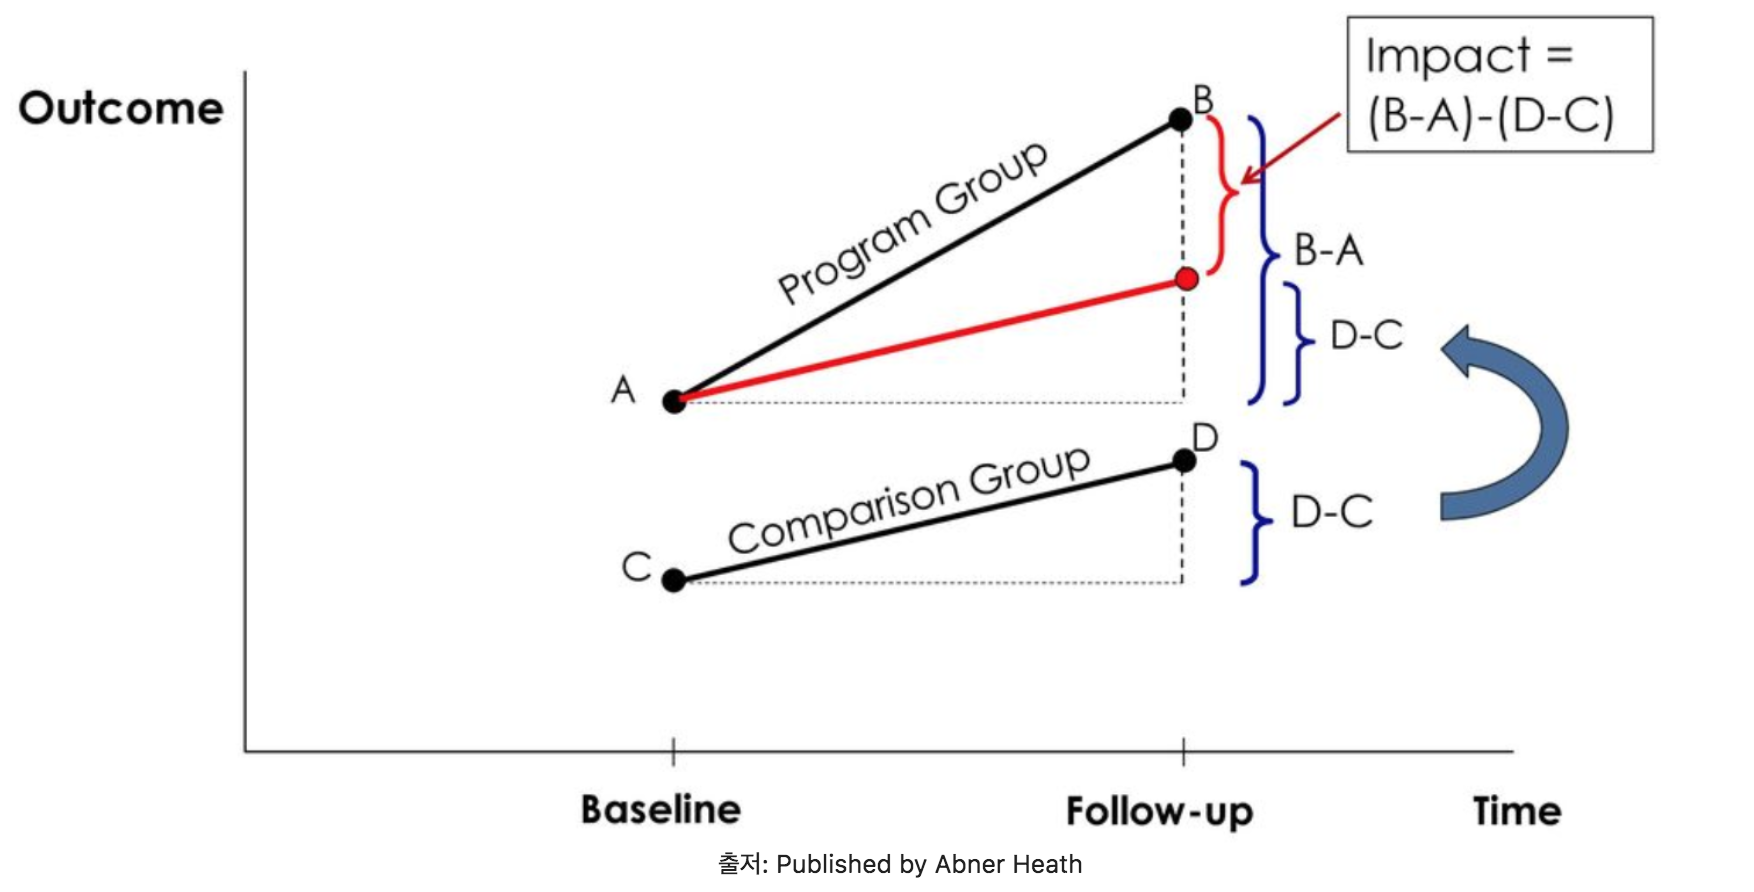 Impact =
(B-A)-(D-C)
Outcome
B
Program Group
B-A
D-C
A
D
Comparison Group
D-C
C
Baseline
Follow-up
Time
출저: Published by Abner Heath